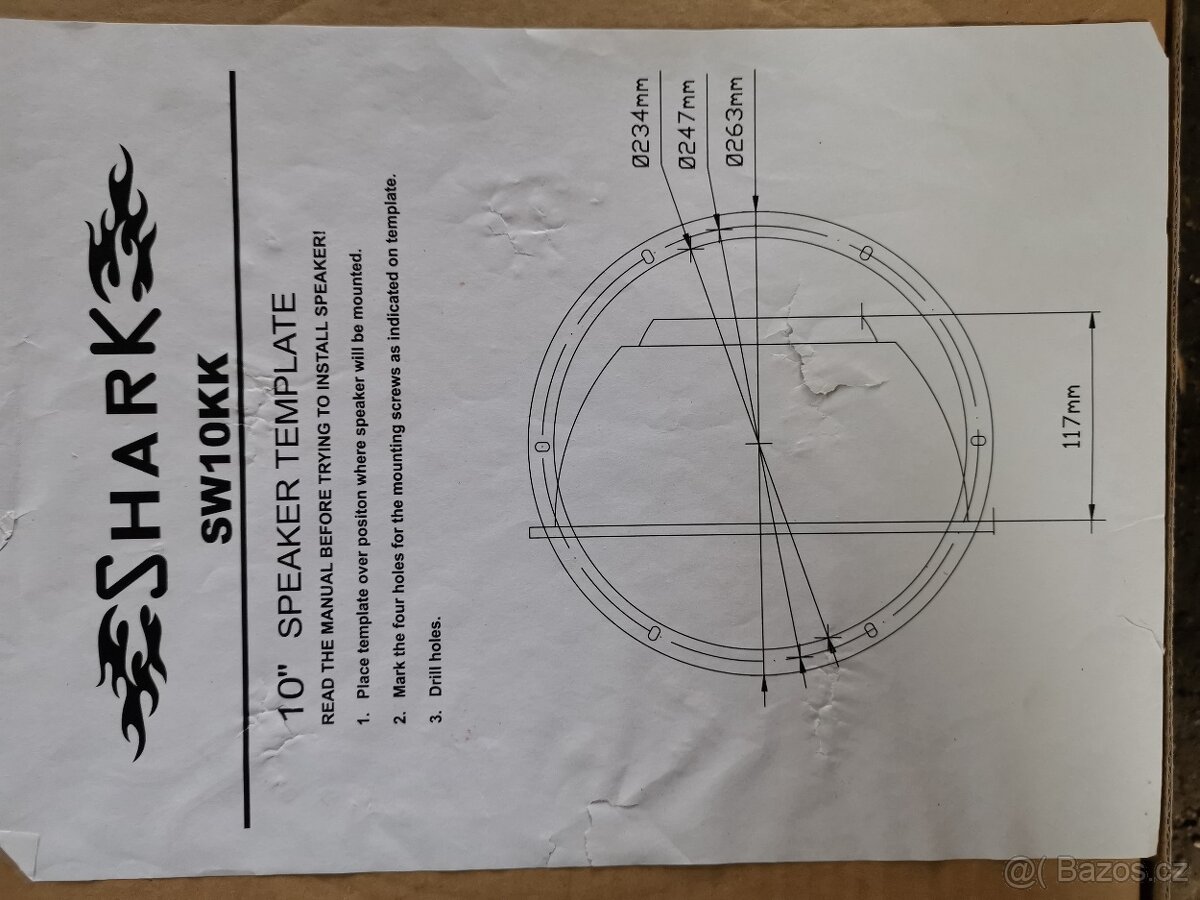 SHARK
SW10KK
10" SPEAKER TEMPLATE
READ THE MANUAL BEFORE TRYING TO INSTALL SPEAKER!
1. Place template over positon where speaker will be mounted.
2. Mark the four holes for the mounting screws as indicated on template.
3. Drill holes.
Ø234mm
Ø247mm
Ø263mm
117mm
@( Bazos.cz